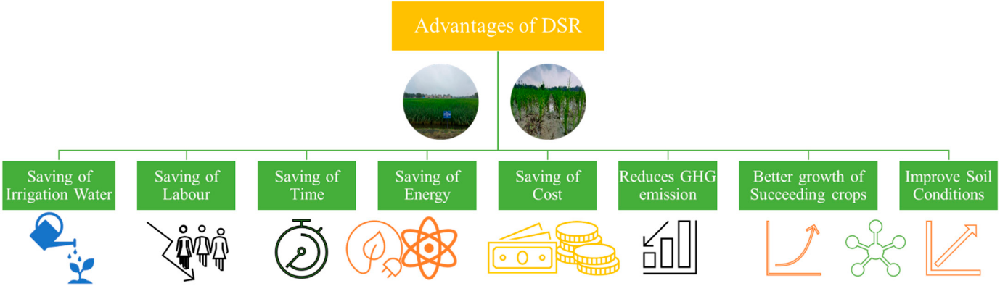 Advantages of DSR
Saving of
Irrigation Water
Saving of
Labour
Saving of
Time
Saving of
Energy
Saving of
Cost
Reduces GHG
emission
Better growth of
Succeeding crops
Improve Soil
Conditions